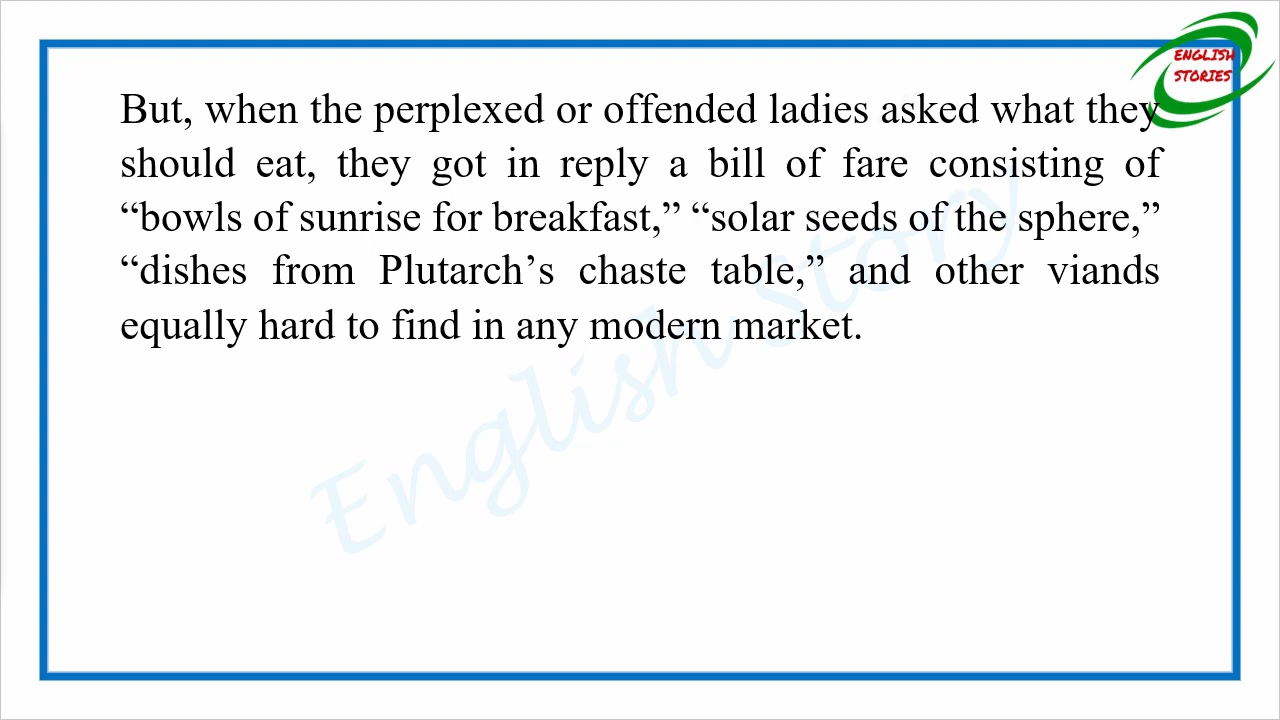 ENGLISH
STORIES
But, when the perplexed or offended ladies asked what they
should eat, they got in reply a bill of fare consisting of
“bowls of sunrise for breakfast,” “solar seeds of the sphere,”
“dishes from Plutarch’s chaste table,” and other viands
equally hard to find in any modern market.
English Story